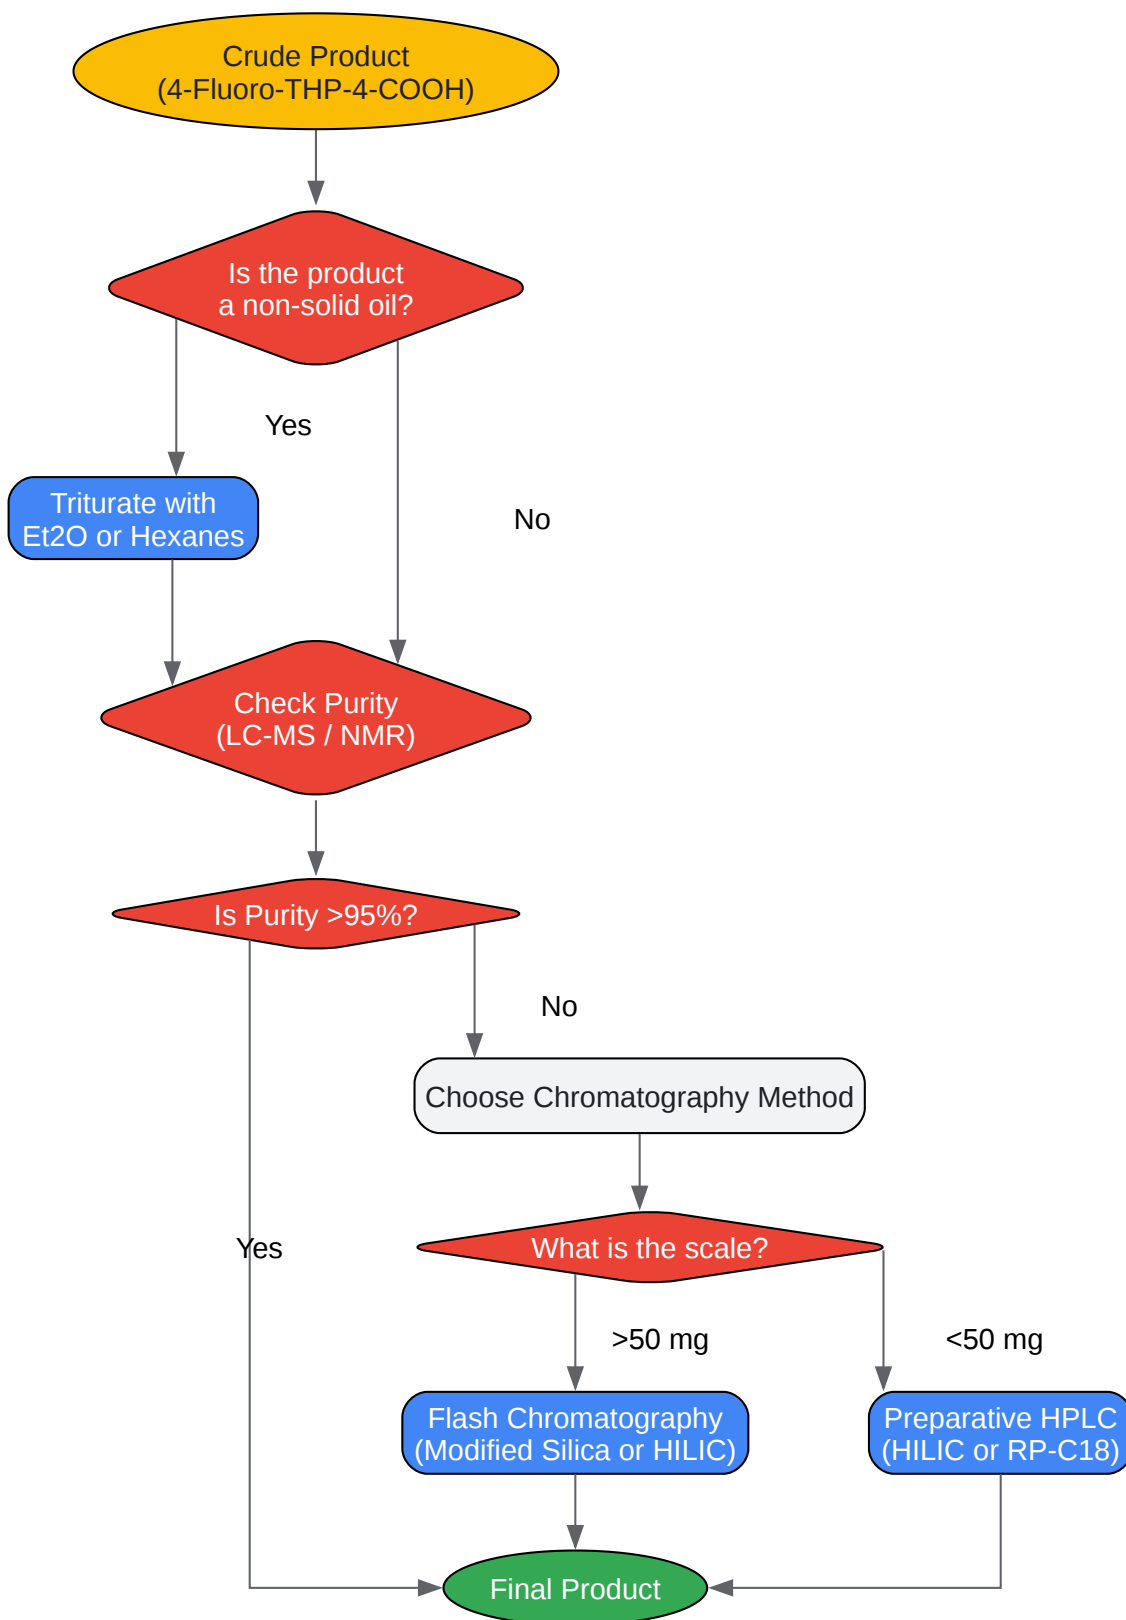 Crude Product
(4-Fluoro-THP-4-COOH)
Is the product
a non-solid oil?
Yes
Triturate with
Et2O or Hexanes
No
Check Purity
(LC-MS / NMR)
Is Purity >95%?
No
Choose Chromatography Method
Yes
What is the scale?
>50 mg
<50 mg
Flash Chromatography
(Modified Silica or HILIC)
Preparative HPLC
(HILIC or RP-C18)
Final Product